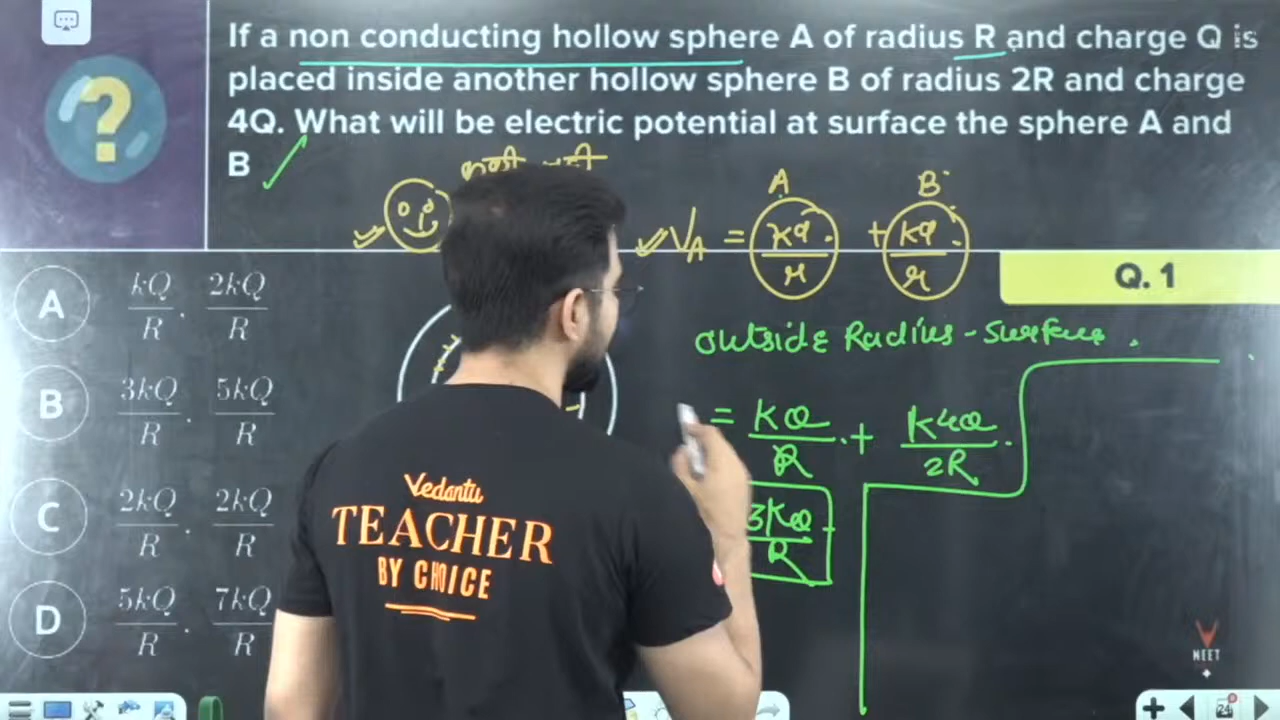 If a non conducting hollow sphere A of radius R and charge Q is
placed inside another hollow sphere B of radius 2R and charge
4Q. What will be electric potential at surface the sphere A and
B
A B
V_A = kq/r + kq/r
Q. 1
A kQ/R . 2kQ/R
outside Radius - Surface .
B 3kQ/R . 5kQ/R
= kQ/R + k4Q/2R
C 2kQ/R . 2kQ/R
3kQ/R
D 5kQ/R . 7kQ/R
Vedantu
TEACHER
BY CHOICE
NEET
24